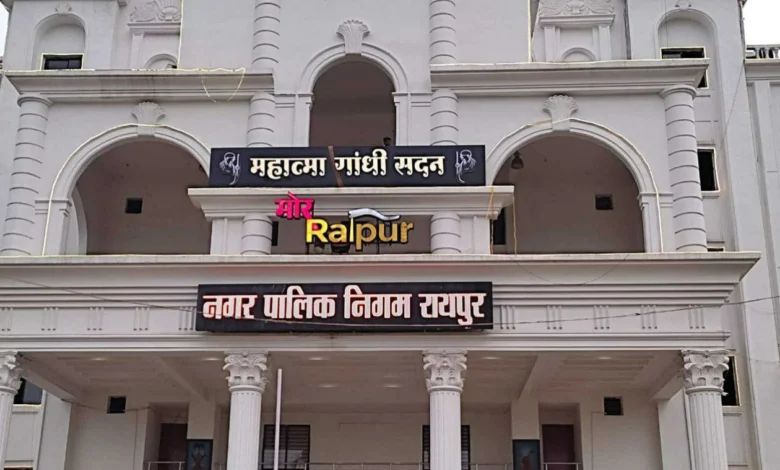 महात्मा गांधी सदन
मोर
Raipur
नगर पालिक निगम रायपुर